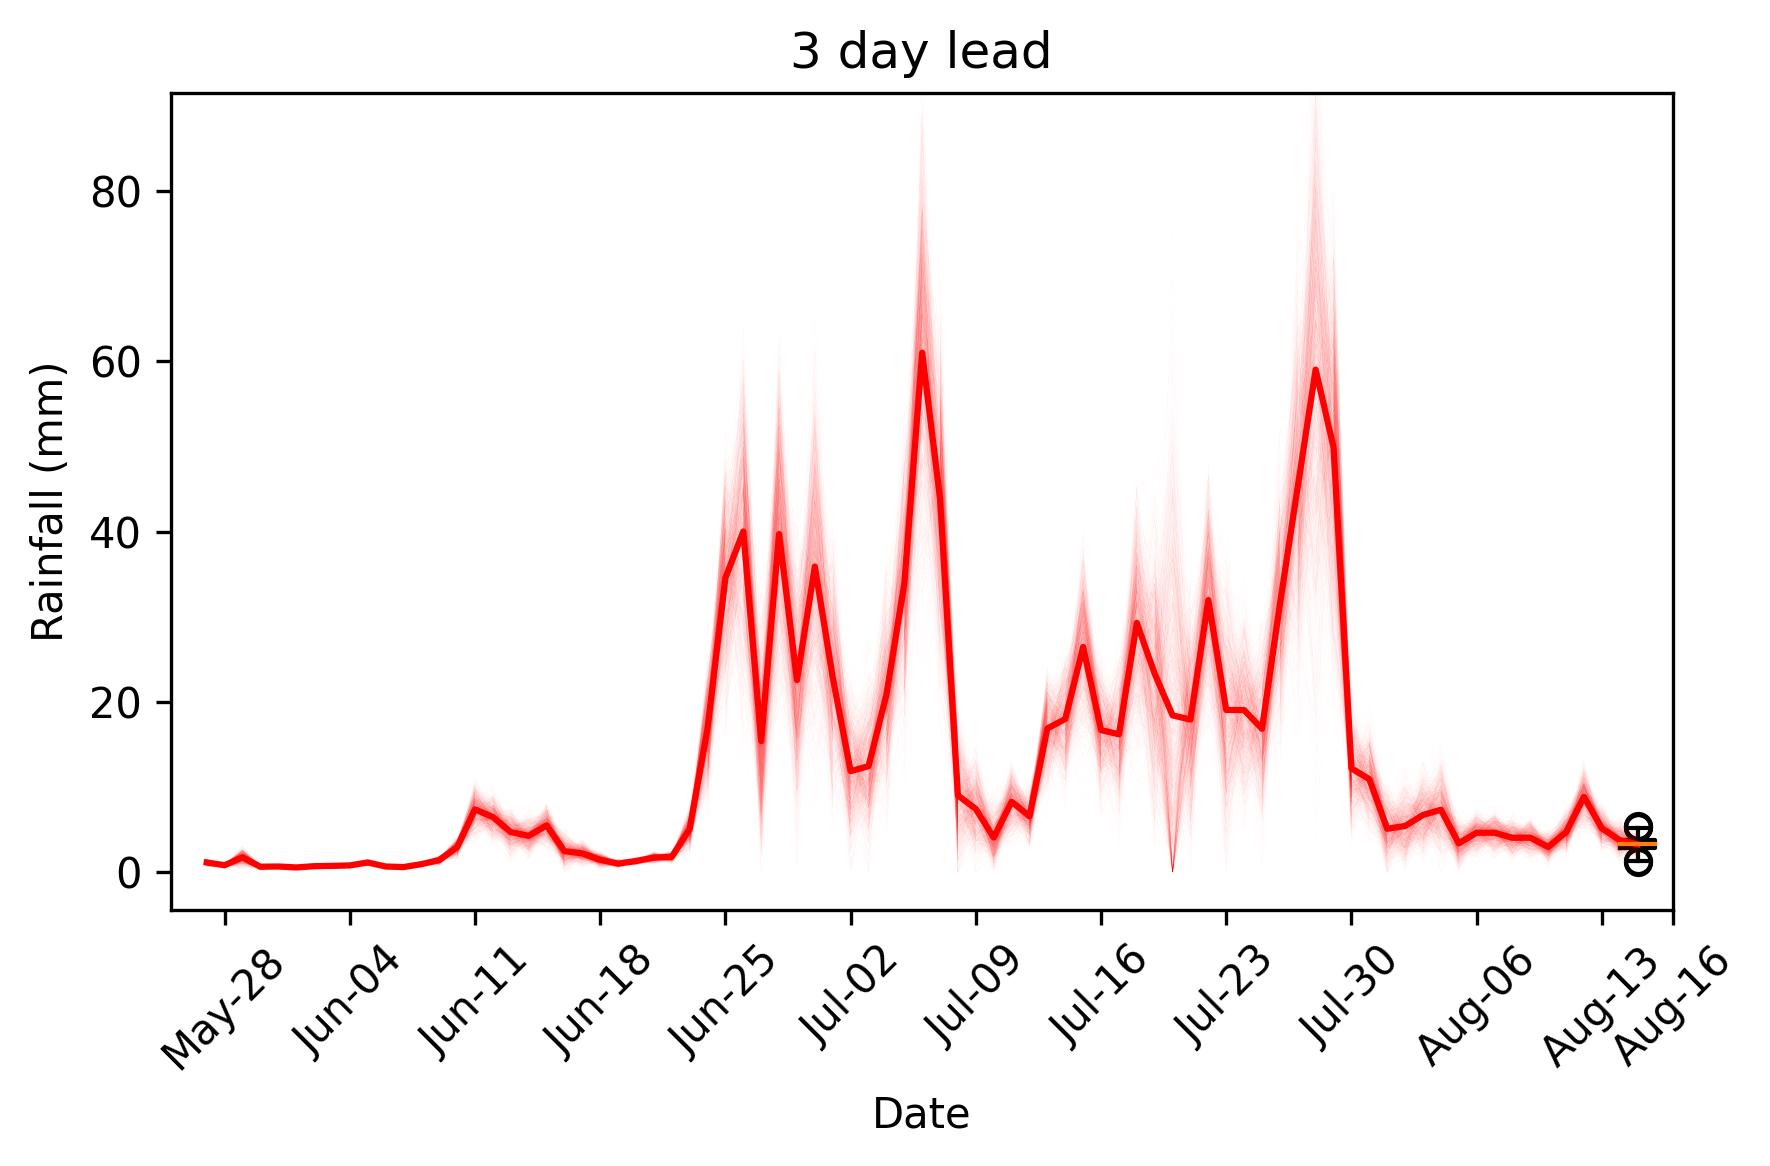 3 day lead
Rainfall (mm)
80
60
40
20
0
May-28
Jun-04
Jun-11
Jun-18
Jun-25
Jul-02
Jul-09
Jul-16
Jul-23
Jul-30
Aug-06
Aug-13
Aug-16
Date